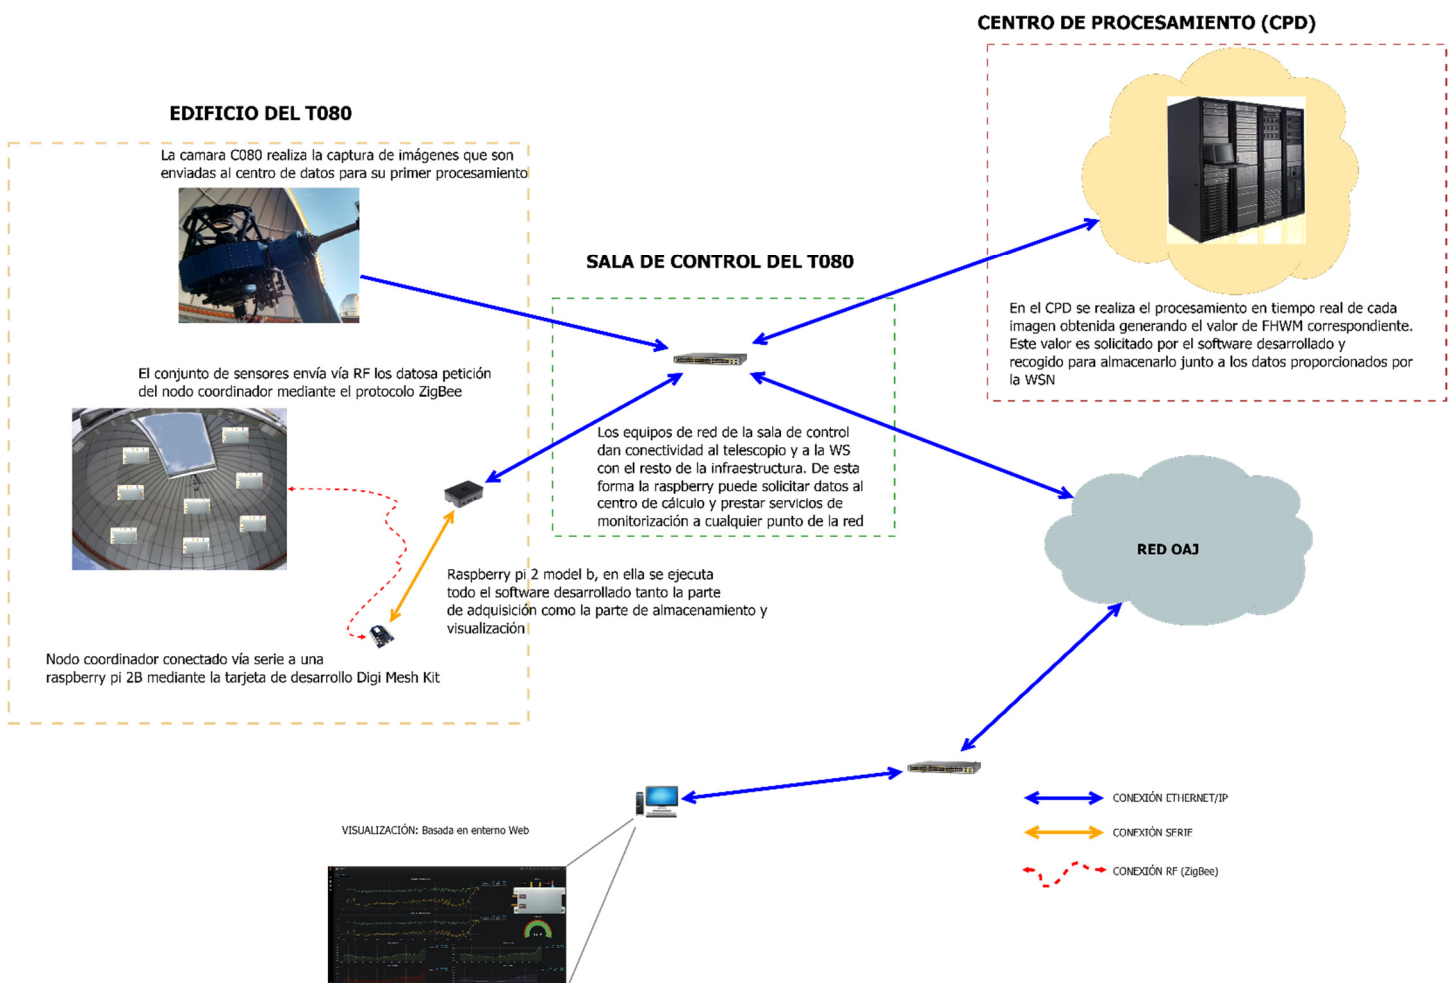 CENTRO DE PROCESAMIENTO (CPD)
EDIFICIO DEL T080
La camara C080 realiza la captura de imágenes que son
enviadas al centro de datos para su primer procesamiento
SALA DE CONTROL DEL T080
En el CPD se realiza el procesamiento en tiempo real de cada
imagen obtenida generando el valor de FHWM correspondiente.
Este valor es solicitado por el software desarrollado y
recogido para almacenarlo junto a los datos proporcionados por
la WSN
El conjunto de sensores envía vía RF los datosa petición
del nodo coordinador mediante el protocolo ZigBee
Los equipos de red de la sala de control
dan conectividad al telescopio y a la WS
con el resto de la infraestructura. De esta
forma la raspberry puede solicitar datos al
centro de cálculo y prestar servicios de
monitorización a cualquier punto de la red
RED OAJ
Raspberry pi 2 model b, en ella se ejecuta
todo el software desarrollado tanto la parte
de adquisición como la parte de almacenamiento y
visualización
Nodo coordinador conectado vía serie a una
raspberry pi 2B mediante la tarjeta de desarrollo Digi Mesh Kit
VISUALIZACIÓN: Basada en enterno Web
CONEXIÓN ETHERNET/IP
CONEXIÓN SERIE
CONEXIÓN RF (ZigBee)